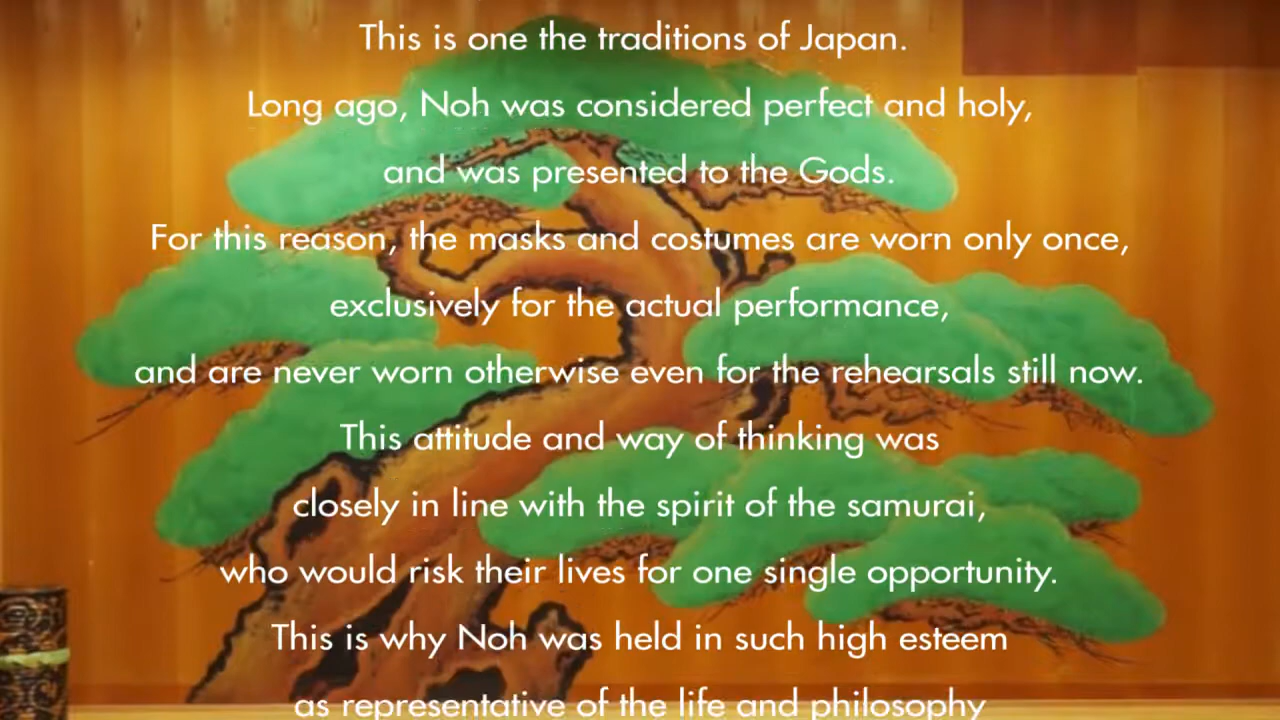 This is one the traditions of Japan.
Long ago, Noh was considered perfect and holy,
and was presented to the Gods.
For this reason, the masks and costumes are worn only once,
exclusively for the actual performance,
and are never worn otherwise even for the rehearsals still now.
This attitude and way of thinking was
closely in line with the spirit of the samurai,
who would risk their lives for one single opportunity.
This is why Noh was held in such high esteem
as representative of the life and philosophy